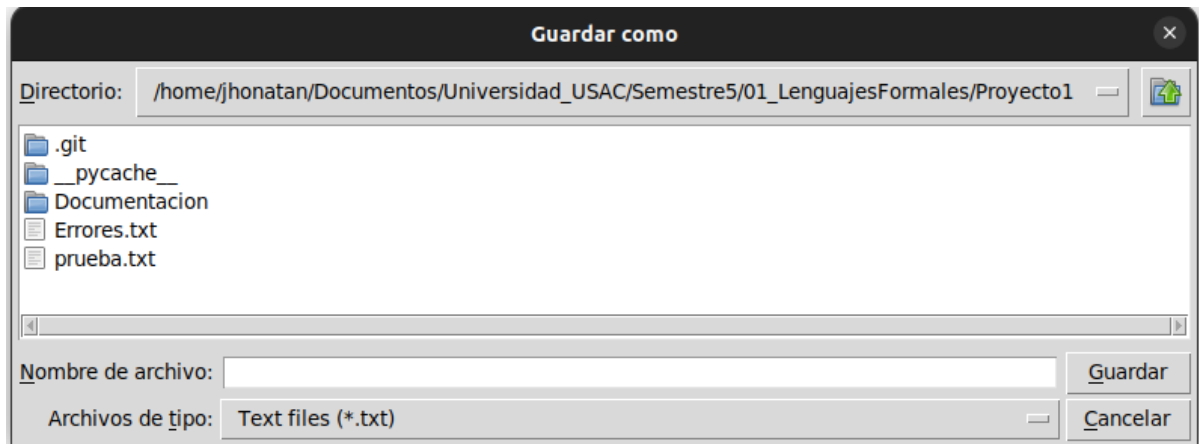 Guardar como
Directorio: /home/jhonatan/Documentos/Universidad_USAC/Semestre5/01_LenguajesFormales/Proyecto1
.git
__pycache__
Documentacion
Errores.txt
prueba.txt
Nombre de archivo: Guardar
Archivos de tipo: Text files (*.txt) Cancelar